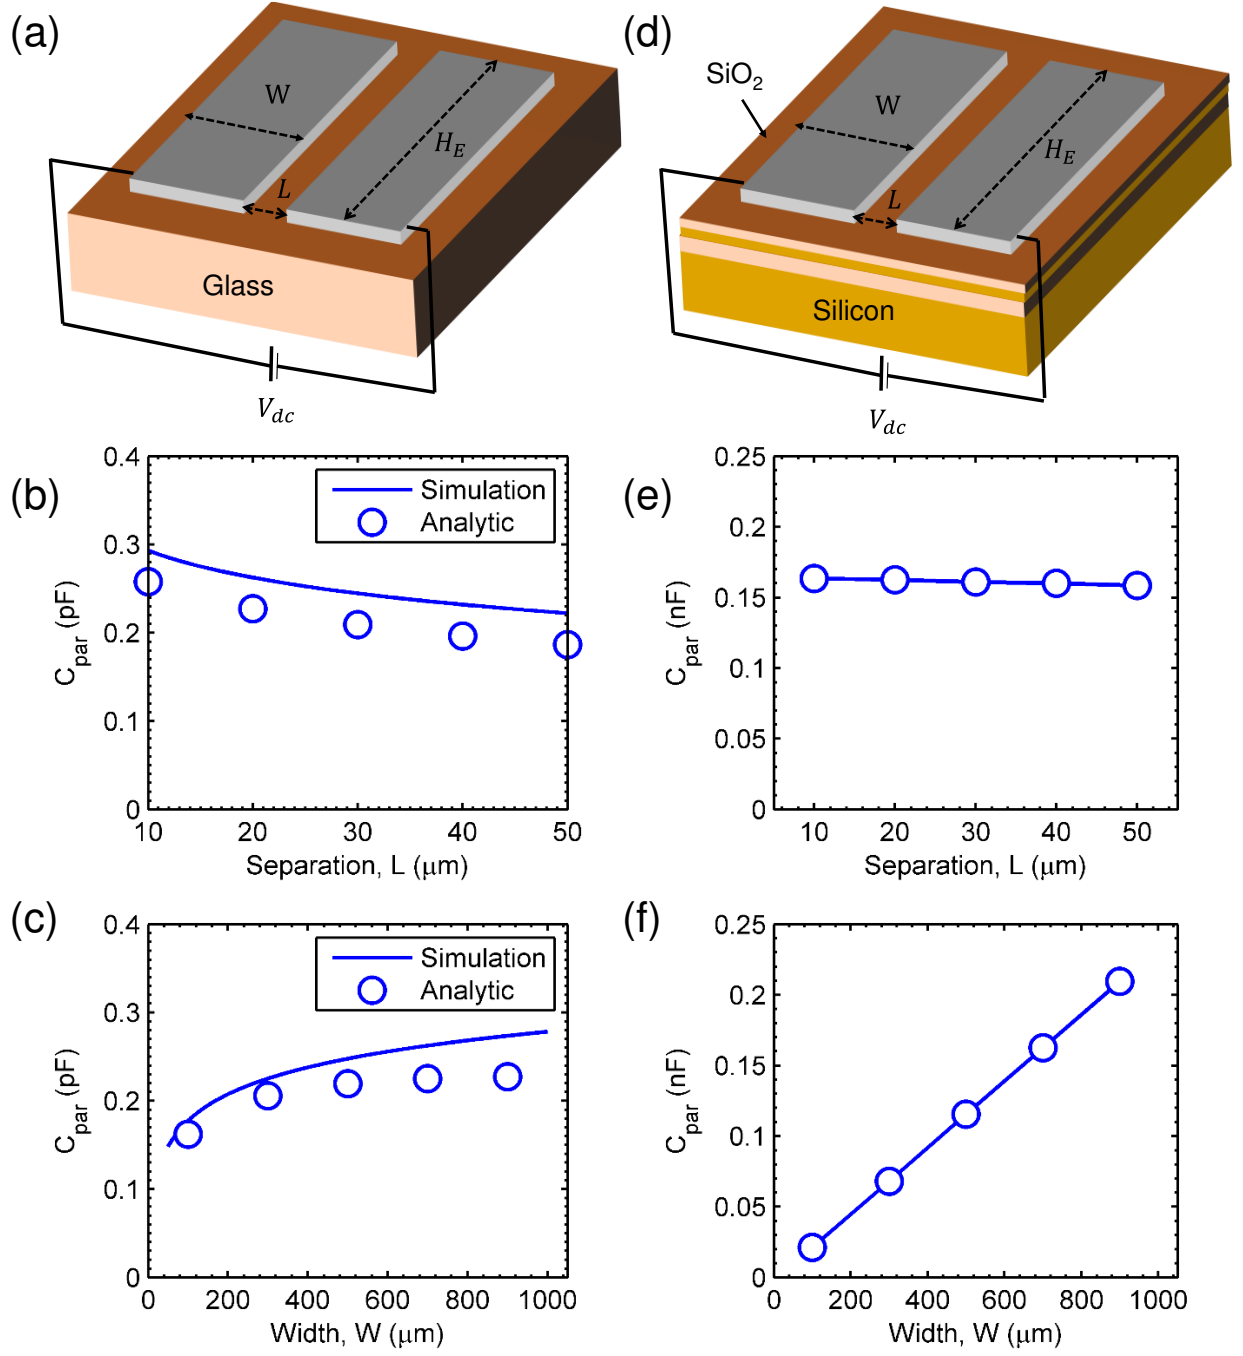 (a)
W
H_E
L
Glass
V_dc
(d)
SiO₂
W
H_E
L
Silicon
V_dc
(b)
0.4
0.3
0.2
0.1
0
C_par (pF)
Simulation
Analytic
10 20 30 40 50
Separation, L (μm)
(e)
0.25
0.2
0.15
0.1
0.05
0
C_par (nF)
10 20 30 40 50
Separation, L (μm)
(c)
0.4
0.3
0.2
0.1
0
C_par (pF)
Simulation
Analytic
0 200 400 600 800 1000
Width, W (μm)
(f)
0.25
0.2
0.15
0.1
0.05
0
C_par (nF)
0 200 400 600 800 1000
Width, W (μm)